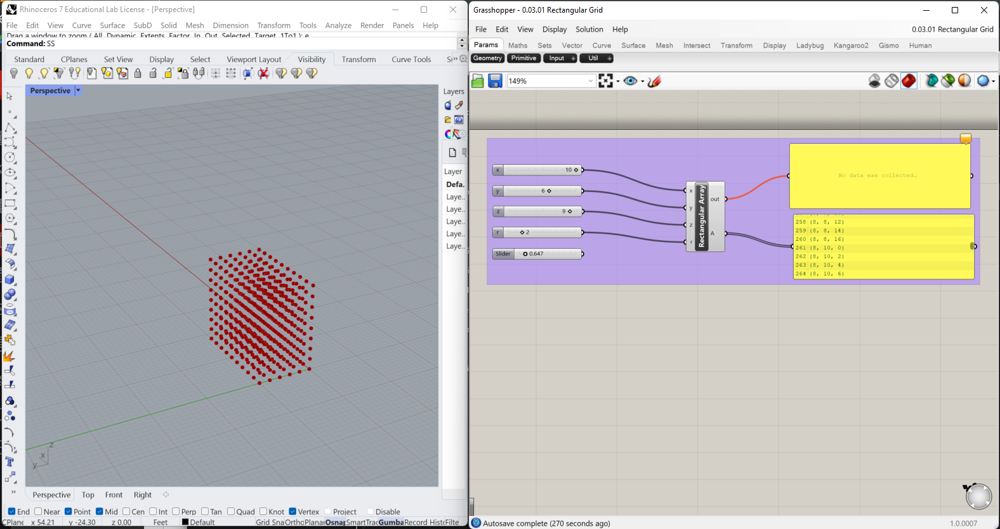 Rhinoceros 7 Educational Lab License - [Perspective]
File Edit View Curve Surface SubD Solid Mesh Dimension Transform Tools Analyze Render Panels Help
Drag a window to zoom ( All Dynamic Extents Factor In Out Selected Target 1To1 ): e
Command: SS
Standard CPlanes Set View Display Select Viewport Layout Visibility Transform Curve Tools
Perspective
Layers
Layer
Defa..
Laye..
Laye..
Laye..
Laye..
Laye..
z
x
y
Perspective Top Front Right
End Near Point Mid Cen Int Perp Tan Quad Knot Vertex Project Disable
CPlane x 54.21 y -24.30 z 0.00 Feet Default Grid Sna Ortho Planar Osnap SmartTrac Gumba Record Histo Filte
Grasshopper - 0.03.01 Rectangular Grid
File Edit View Display Solution Help 0.03.01 Rectangular Grid
Params Maths Sets Vector Curve Surface Mesh Intersect Transform Display Ladybug Kangaroo2 Gismo Human
Geometry Primitive Input Util
149%
x 10
y 6
z 9
r 2
Slider 0.647
x
y
z
r
Rectangular Array
out
A
No data was collected...
258 {8, 8, 12}
259 {8, 8, 14}
260 {8, 8, 16}
261 {8, 10, 0}
262 {8, 10, 2}
263 {8, 10, 4}
264 {8, 10, 6}
Autosave complete (270 seconds ago)
1.0.0007